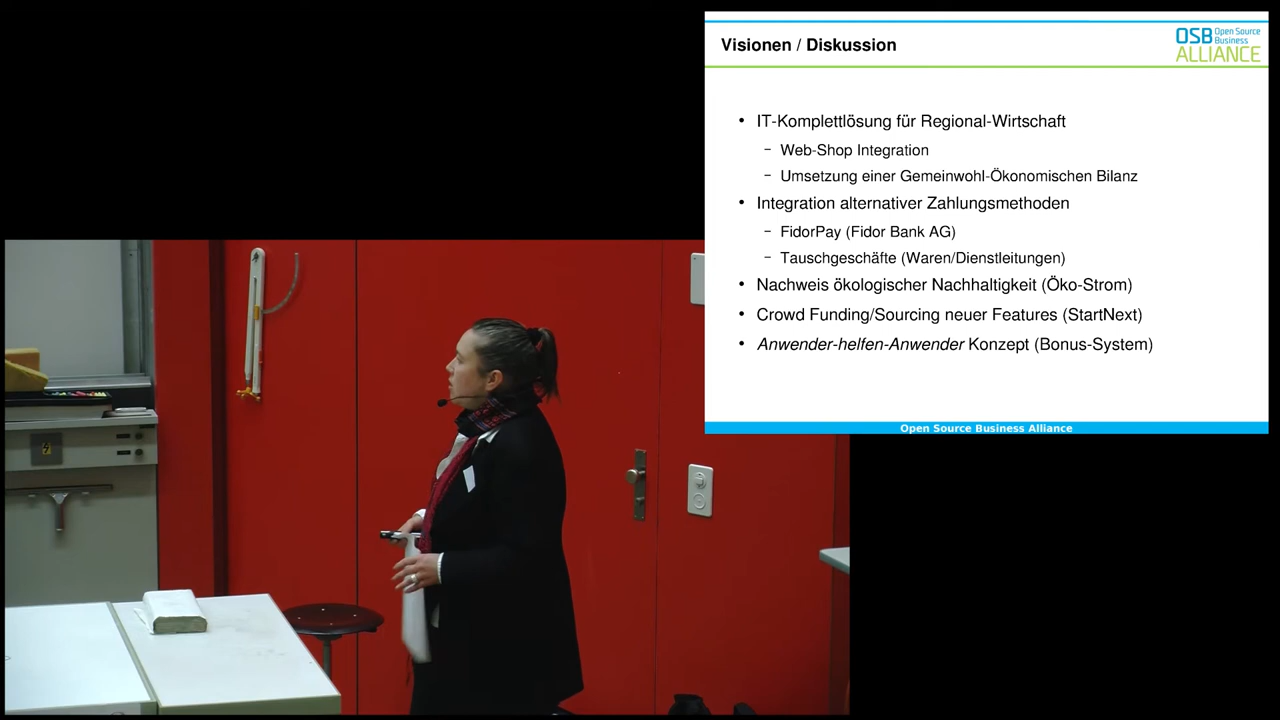 Visionen / Diskussion
OSB Open Source
Business
ALLIANCE
• IT-Komplettlösung für Regional-Wirtschaft
– Web-Shop Integration
– Umsetzung einer Gemeinwohl-Ökonomischen Bilanz
• Integration alternativer Zahlungsmethoden
– FidorPay (Fidor Bank AG)
– Tauschgeschäfte (Waren/Dienstleitungen)
• Nachweis ökologischer Nachhaltigkeit (Öko-Strom)
• Crowd Funding/Sourcing neuer Features (StartNext)
• Anwender-helfen-Anwender Konzept (Bonus-System)
Open Source Business Alliance